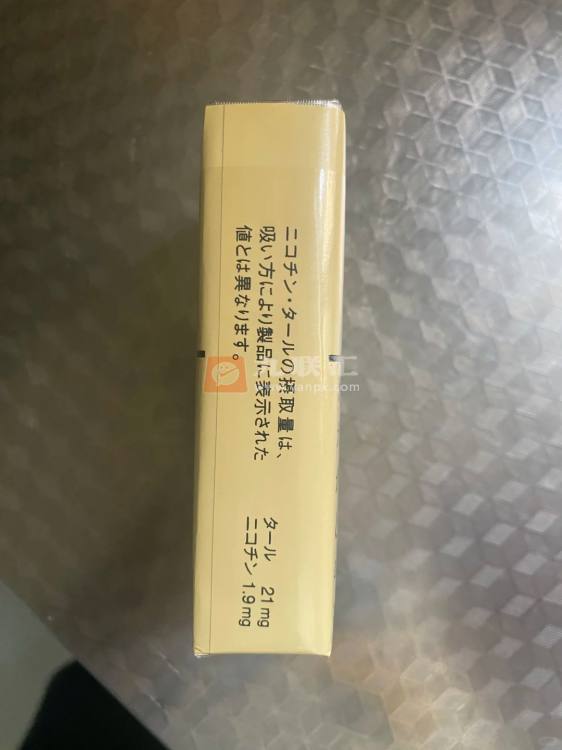 ニコチン・タールの摂取量は、
吸い方により製品に表示された
値とは異なります。
タール 21 mg
ニコチン 1.9 mg